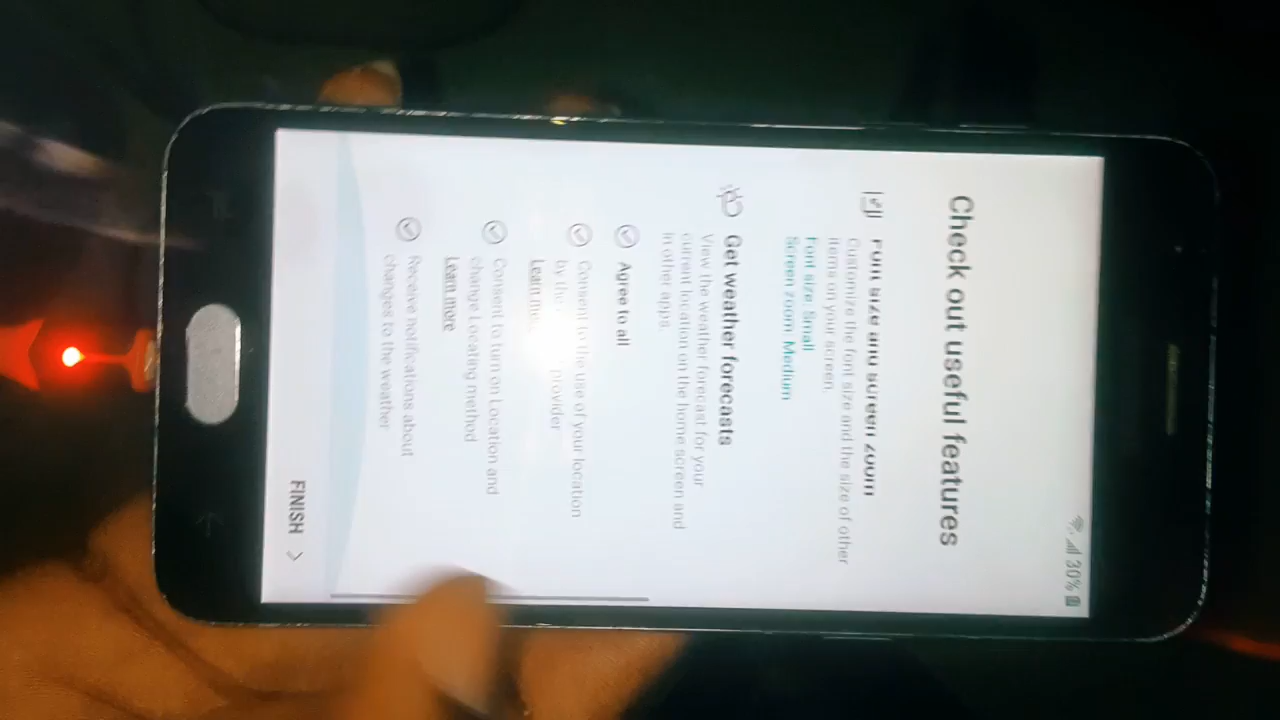 30%
Check out useful features
Font size and screen zoom
Customize the font size and the size of other
items on your screen.
Font size: Small
Screen zoom: Medium
Get weather forecasts
View the weather forecast for your
current location on the home screen and
in other apps.
Agree to all
Consent to the use of your location
by the provider
Learn
Consent to turn on Location and
change Locating method
Learn more
Receive notifications about
changes to the weather
FINISH >